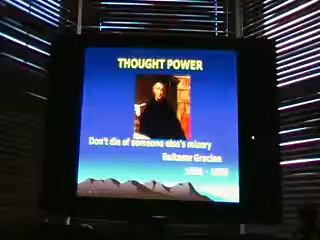 THOUGHT POWER
Don't die of someone else's misery
Baltasar Gracian